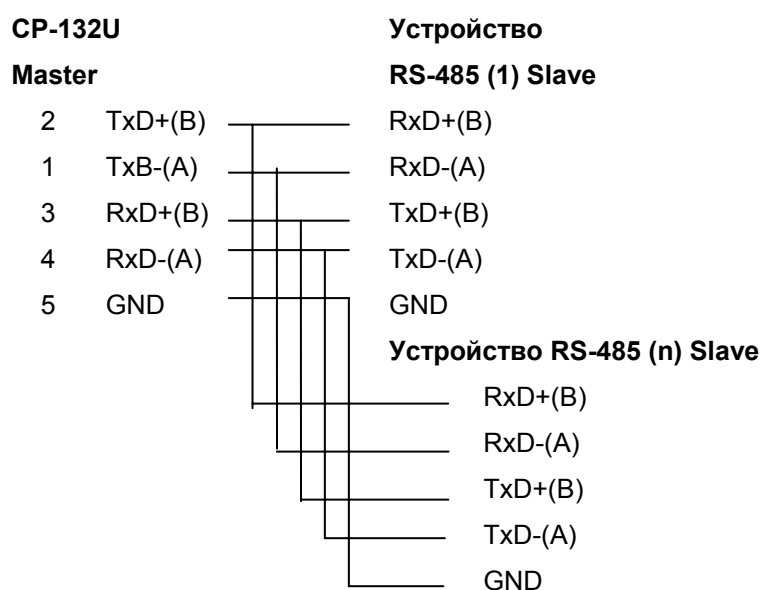 CP-132U Устройство
Master RS-485 (1) Slave
2 TxD+(B) RxD+(B)
1 TxB-(A) RxD-(A)
3 RxD+(B) TxD+(B)
4 RxD-(A) TxD-(A)
5 GND GND
Устройство RS-485 (n) Slave
RxD+(B)
RxD-(A)
TxD+(B)
TxD-(A)
GND